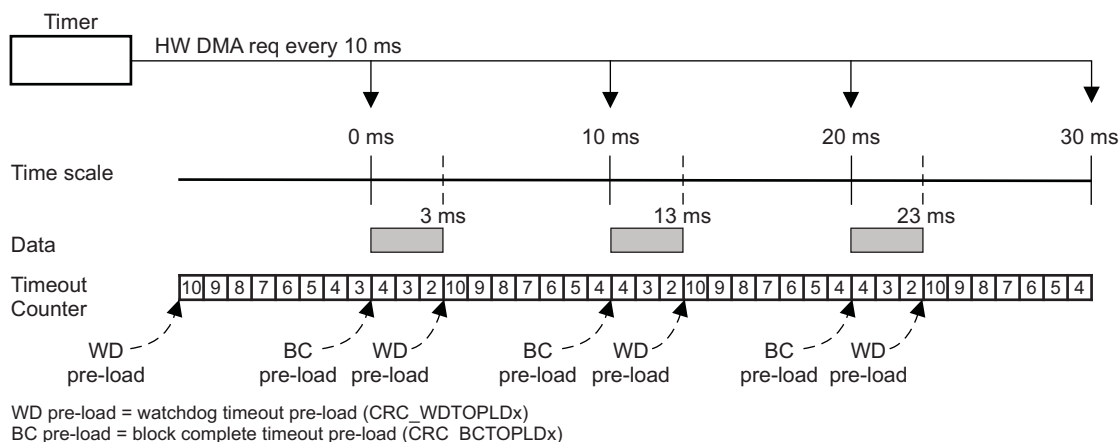 Timer
HW DMA req every 10 ms
0 ms
10 ms
20 ms
30 ms
Time scale
3 ms
13 ms
23 ms
Data
Timeout
Counter
10 9 8 7 6 5 4 3 4 3 2 10 9 8 7 6 5 4 4 3 2 10 9 8 7 6 5 4 4 3 2 10 9 8 7 6 5 4
WD
pre-load
BC
pre-load
WD
pre-load
BC
pre-load
WD
pre-load
BC
pre-load
WD
pre-load
WD pre-load = watchdog timeout pre-load (CRC_WDTOPLDx)
BC pre-load = block complete timeout pre-load (CRC_BCTOPLDx)